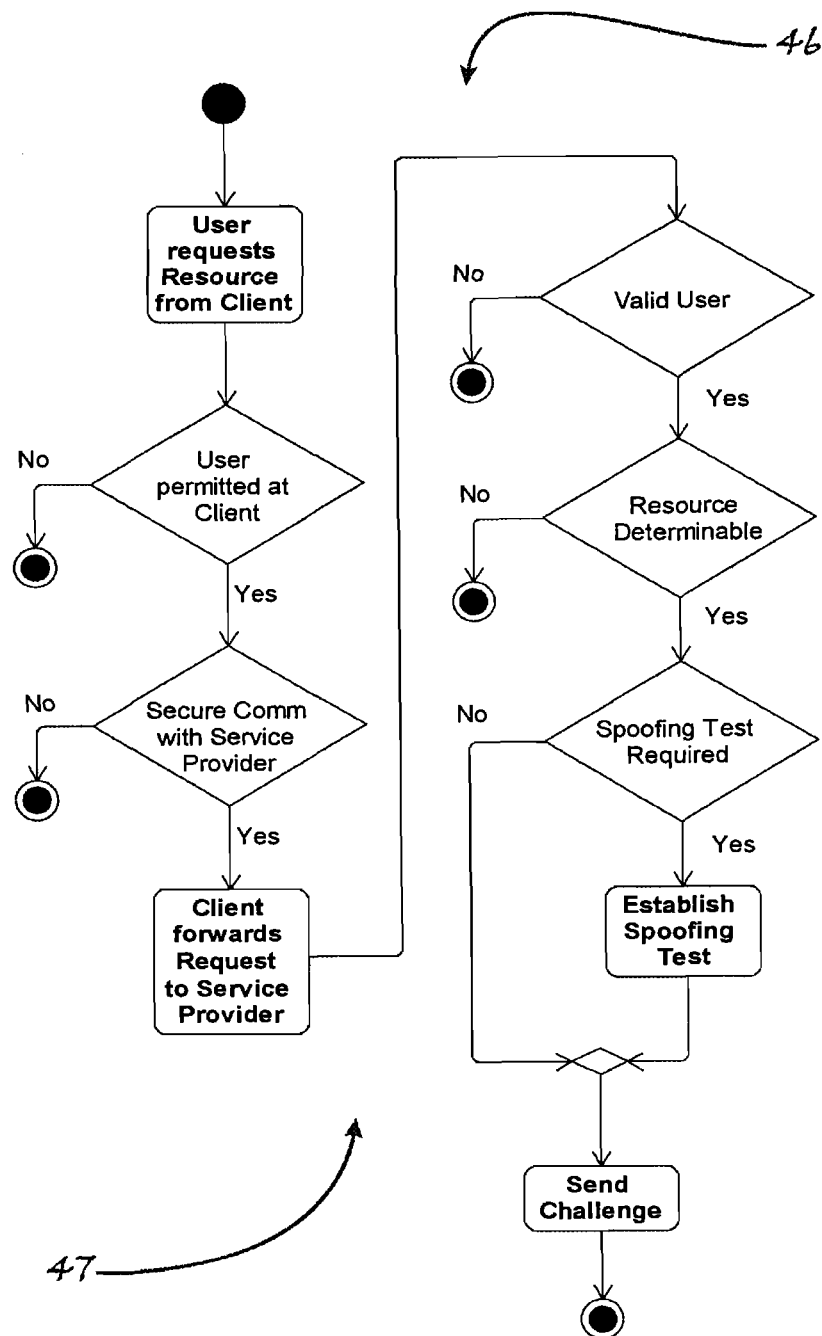 46
User
requests
Resource
from Client
User
permitted at
Client
No
Yes
Secure Comm
with Service
Provider
No
Yes
Client
forwards
Request
to Service
Provider
Valid User
No
Yes
Resource
Determinable
No
Yes
Spoofing Test
Required
No
Yes
Establish
Spoofing
Test
Send
Challenge
47